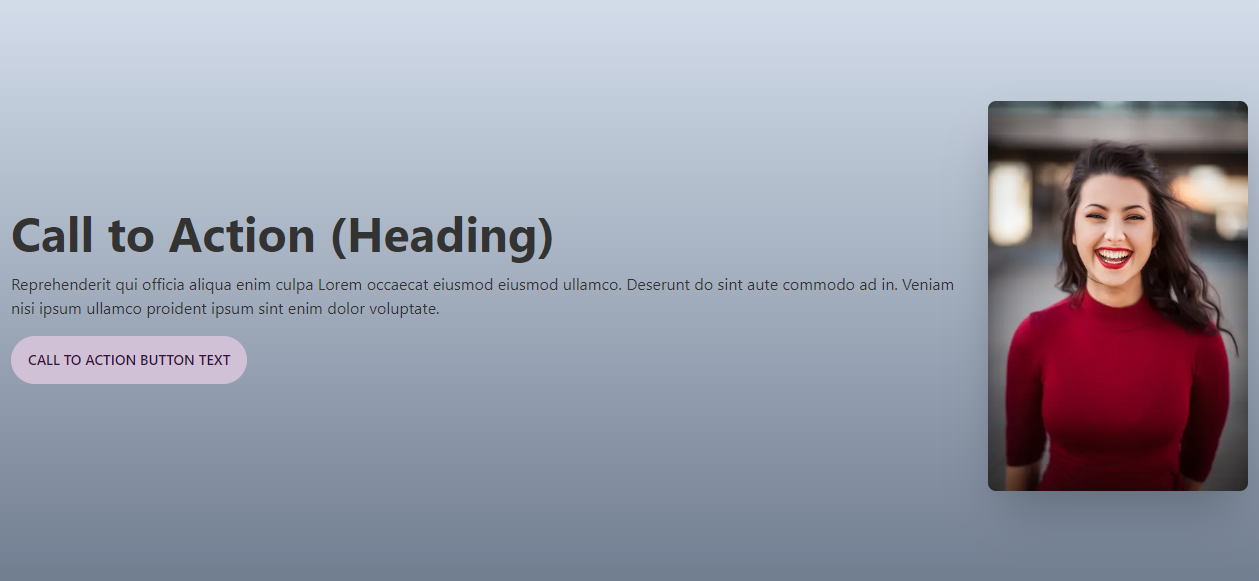 Call to Action (Heading)
Reprehenderit qui officia aliqua enim culpa Lorem occaecat eiusmod eiusmod ullamco. Deserunt do sint aute commodo ad in. Veniam
nisi ipsum ullamco proident ipsum sint enim dolor voluptate.
CALL TO ACTION BUTTON TEXT